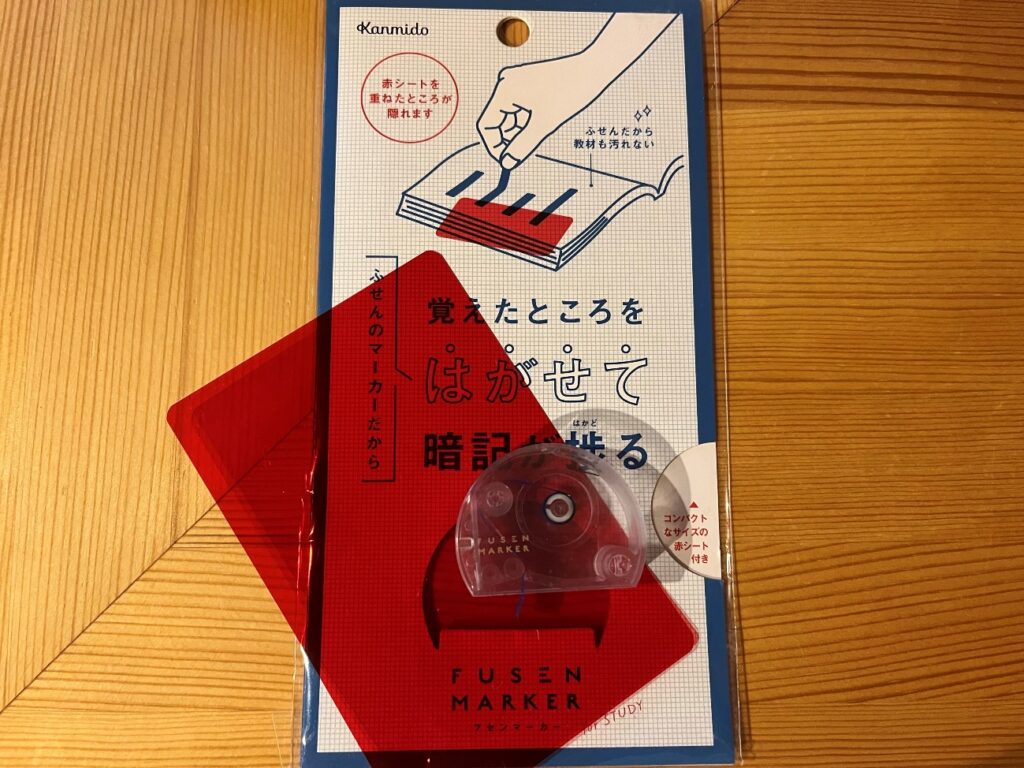 Kanmido
赤シートを
重ねたところが
隠れます
ふせんだから
教材も汚れない
ふせんのマーカーだから
覚えたところを
はがせて
はかど
暗記が捗る
コンパクト
なサイズの
赤シート
付き
FUSEN
MARKER
FUSEN
MARKER
フセンマーカー
STUDY